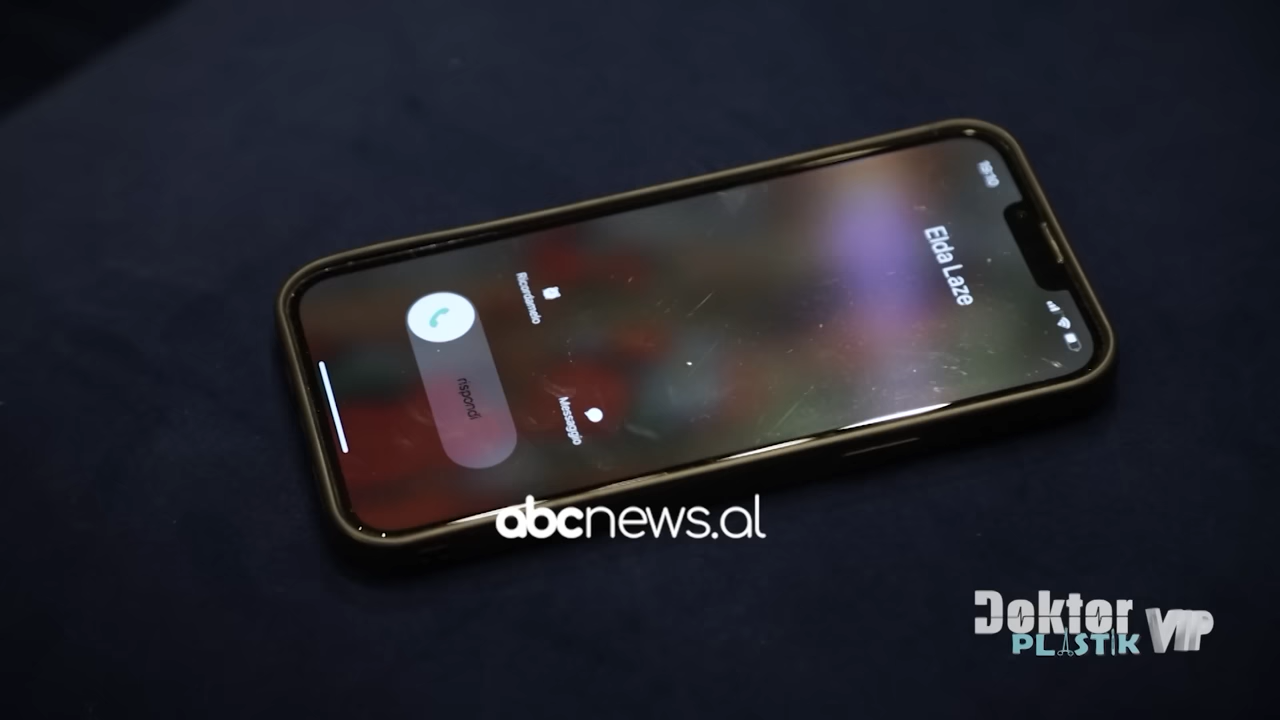 Elda Laze
Ricordamelo
Messaggio
rispondi
abcnews.al
Doktor
PLASTIK VIP